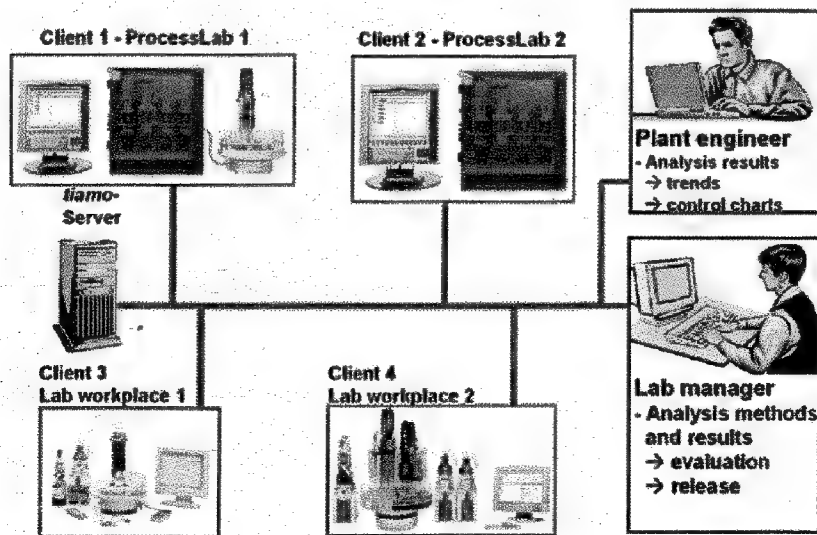 Client 1 - ProcessLab 1
Client 2 - ProcessLab 2
Plant engineer
- Analysis results
→ trends
→ control charts
tiamo-
Server
Client 3
Lab workplace 1
Client 4
Lab workplace 2
Lab manager
- Analysis methods
and results
→ evaluation
→ release